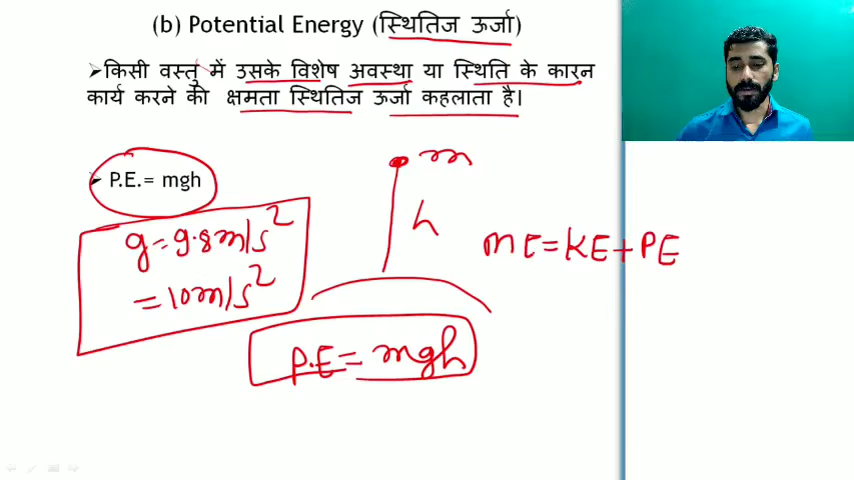 (b) Potential Energy (स्थितिज ऊर्जा)
➢किसी वस्तु में उसके विशेष अवस्था या स्थिति के कारन
कार्य करने की क्षमता स्थितिज ऊर्जा कहलाता है।
m
➢ P.E.= mgh
h
g=9.8m/s²
=10m/s²
ME=KE+PE
P.E=mgh